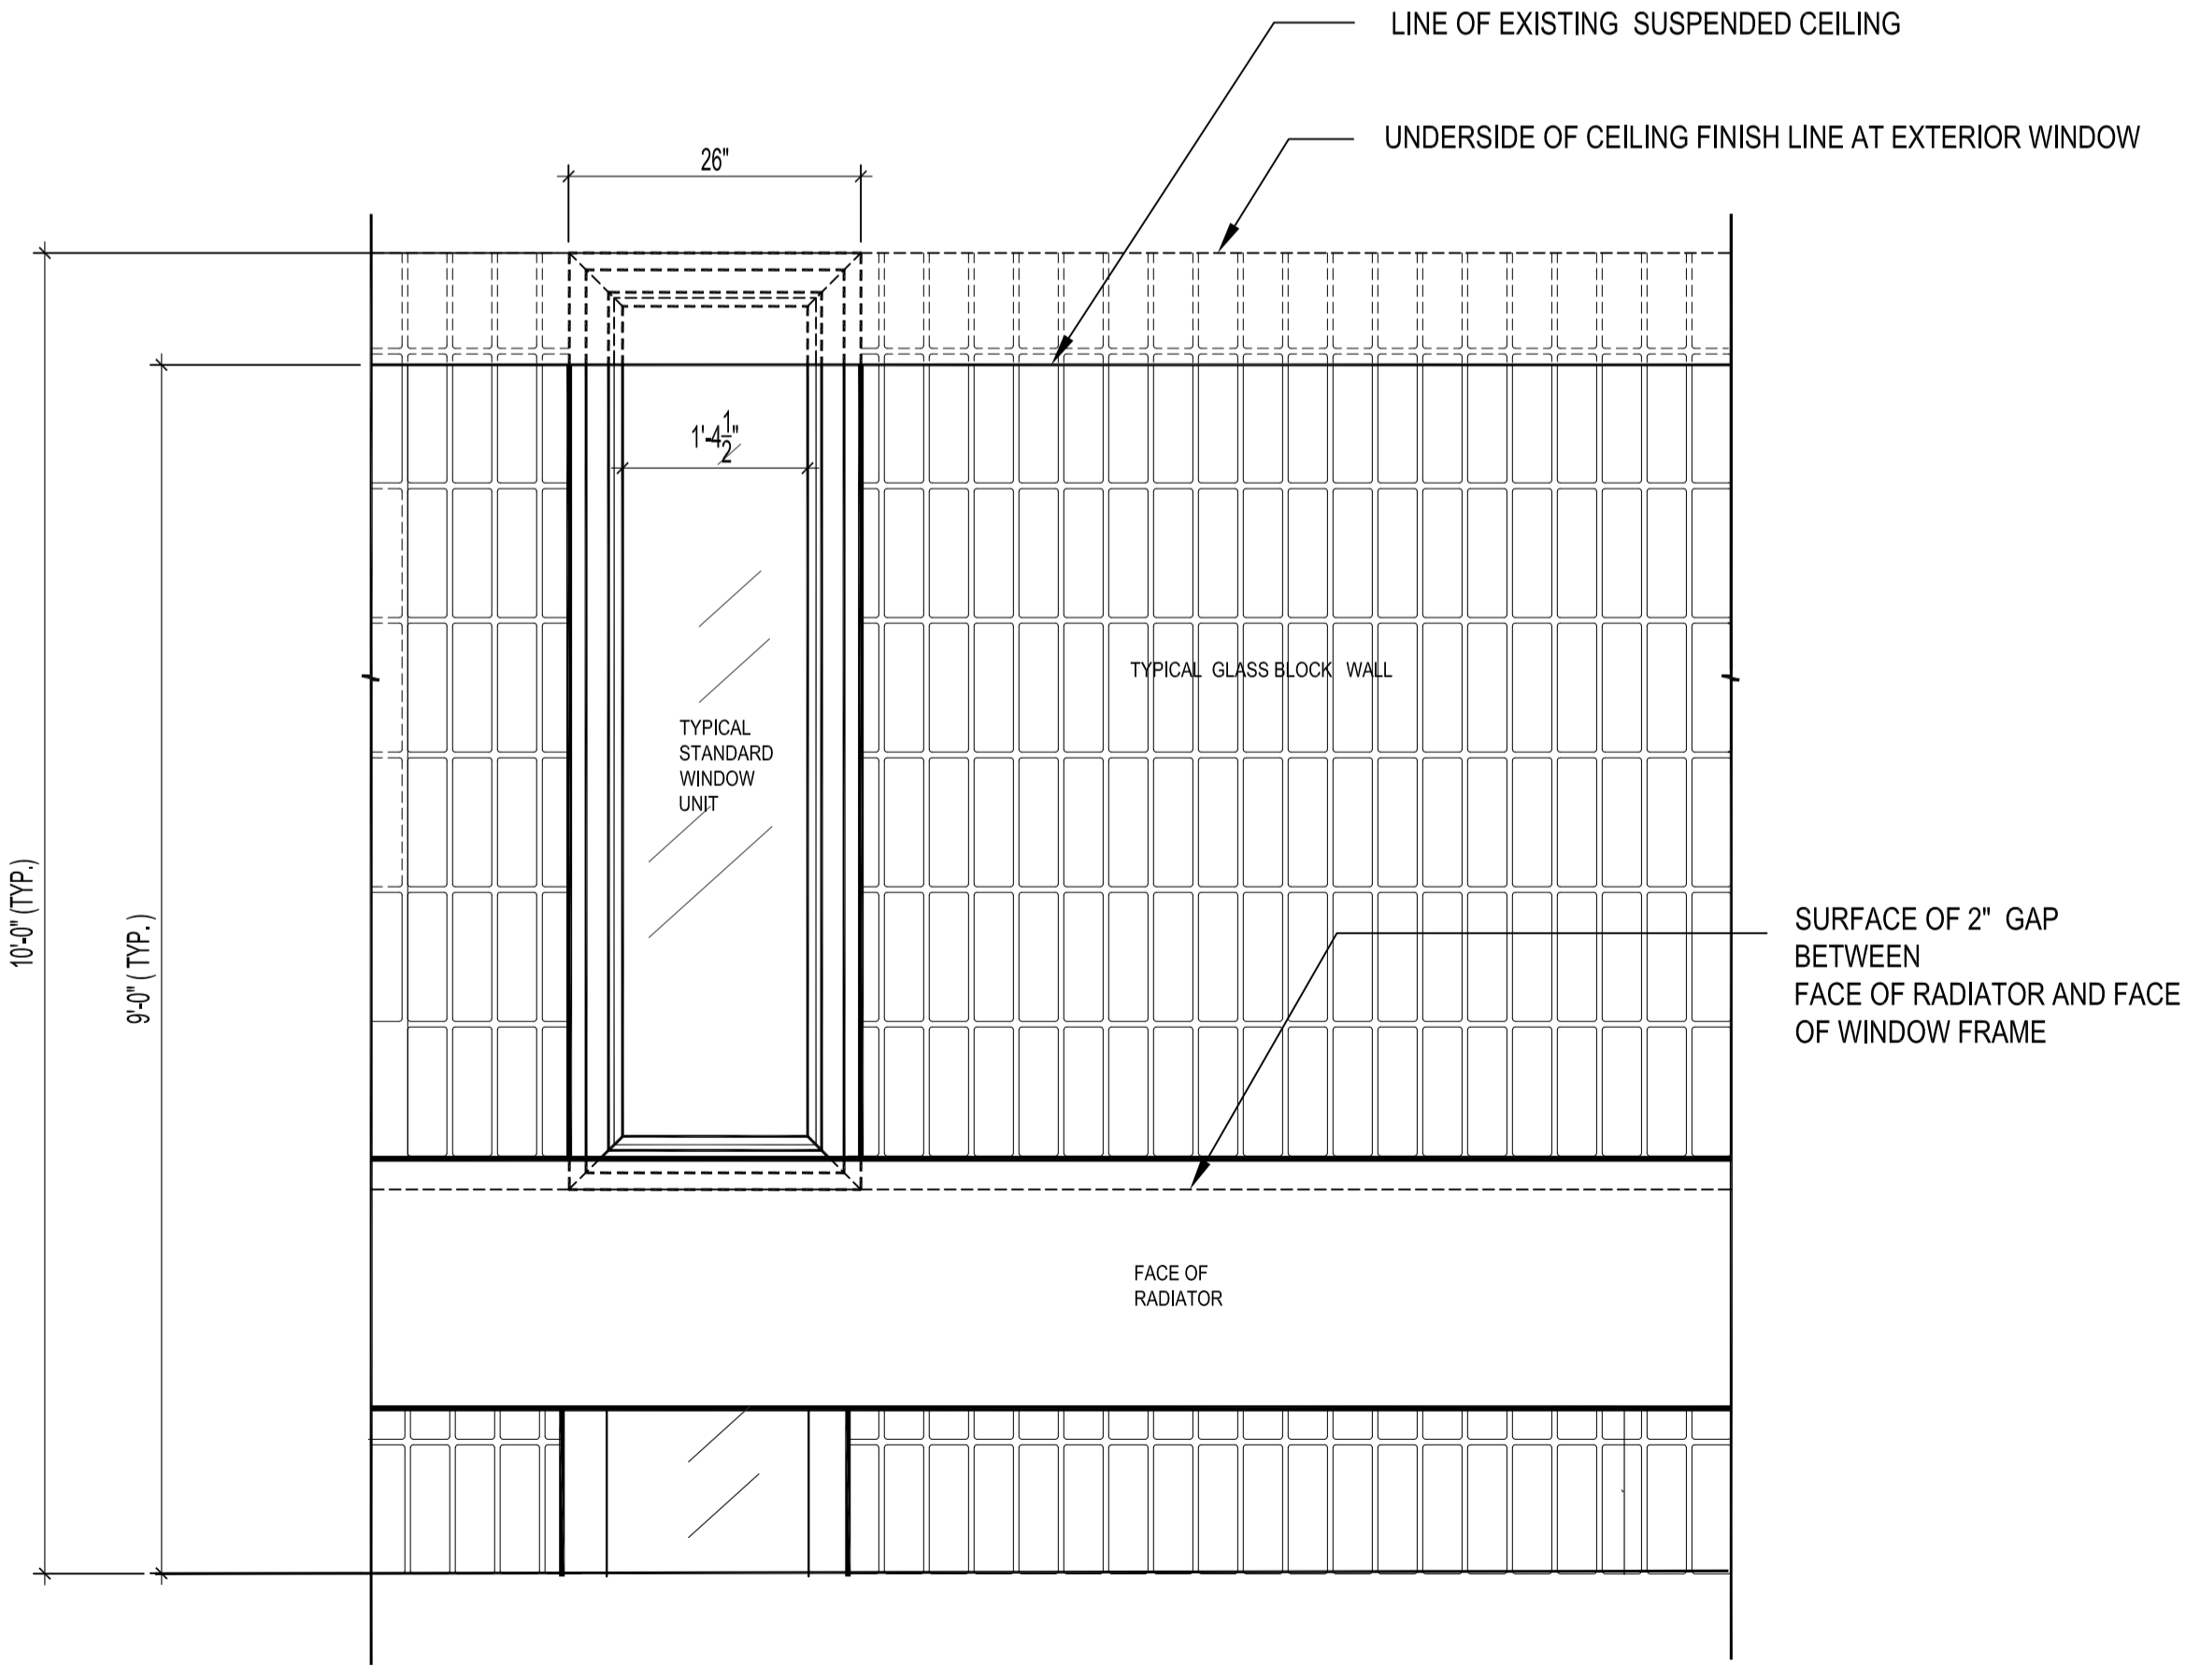 LINE OF EXISTING SUSPENDED CEILING
UNDERSIDE OF CEILING FINISH LINE AT EXTERIOR WINDOW
26"
1'-4 1/2"
TYPICAL GLASS BLOCK WALL
TYPICAL
STANDARD
WINDOW
UNIT
10'-0" (TYP.)
9'-0" ( TYP. )
SURFACE OF 2" GAP
BETWEEN
FACE OF RADIATOR AND FACE
OF WINDOW FRAME
FACE OF
RADIATOR